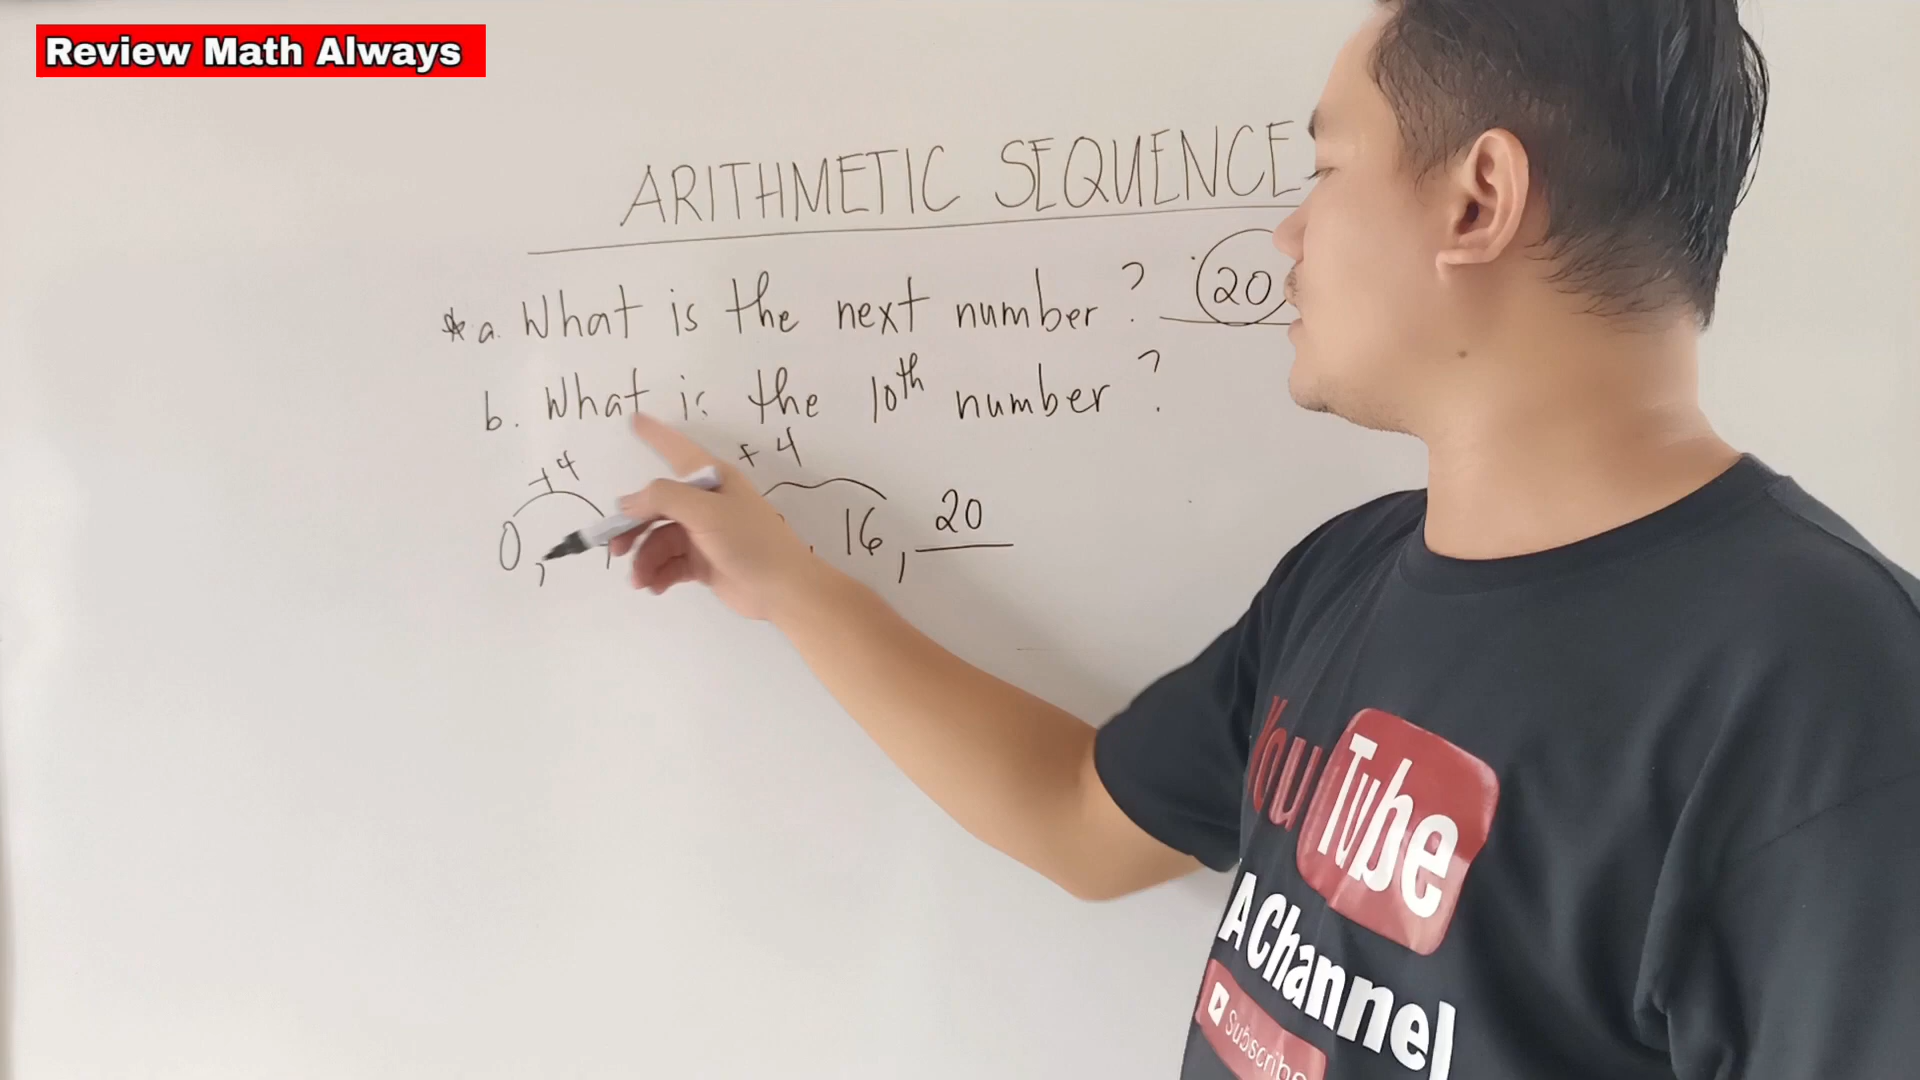 Review Math Always
ARITHMETIC SEQUENCE
* a. What is the next number? 20
b. What is the 10th number?
+4 +4
0, , , 16, 20
YouTube
A Channel
Subscribe